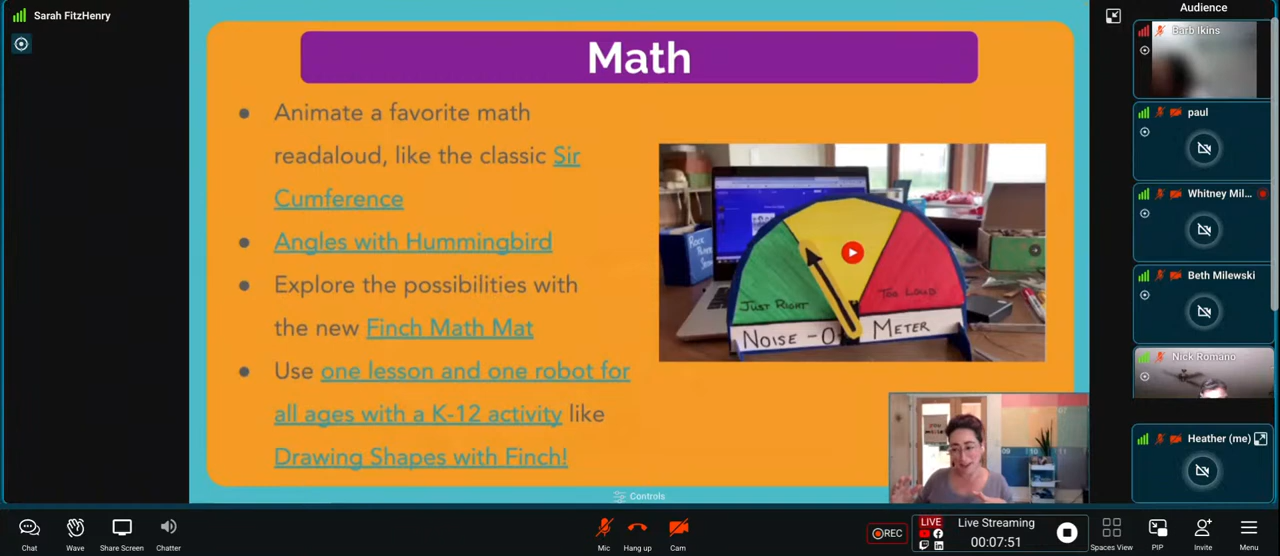 Sarah FitzHenry
Audience
Math
Animate a favorite math
readaloud, like the classic Sir
Cumference
Angles with Hummingbird
Explore the possibilities with
the new Finch Math Mat
Use one lesson and one robot for
all ages with a K-12 activity like
Drawing Shapes with Finch!
JUST RIGHT
TOO LOUD
NOISE-O METER
Barb Ikins
paul
Whitney Mil...
Beth Milewski
Nick Romano
Heather (me)
Controls
Chat
Wave
Share Screen
Chatter
Mic
Hang up
Cam
REC
LIVE
Live Streaming
00:07:51
Spaces View
PIP
Invite
Menu